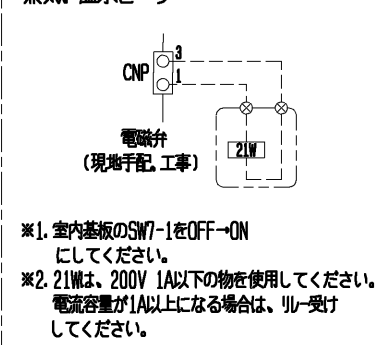 CNP
3
1
電磁弁
(現地手配、工事)
21W
※1. 室内基板のSW7-1をOFF→ON
にしてください。
※2. 21Wは、200V 1A以下の物を使用してください。
電流容量が1A以上になる場合は、リレー受け
してください。